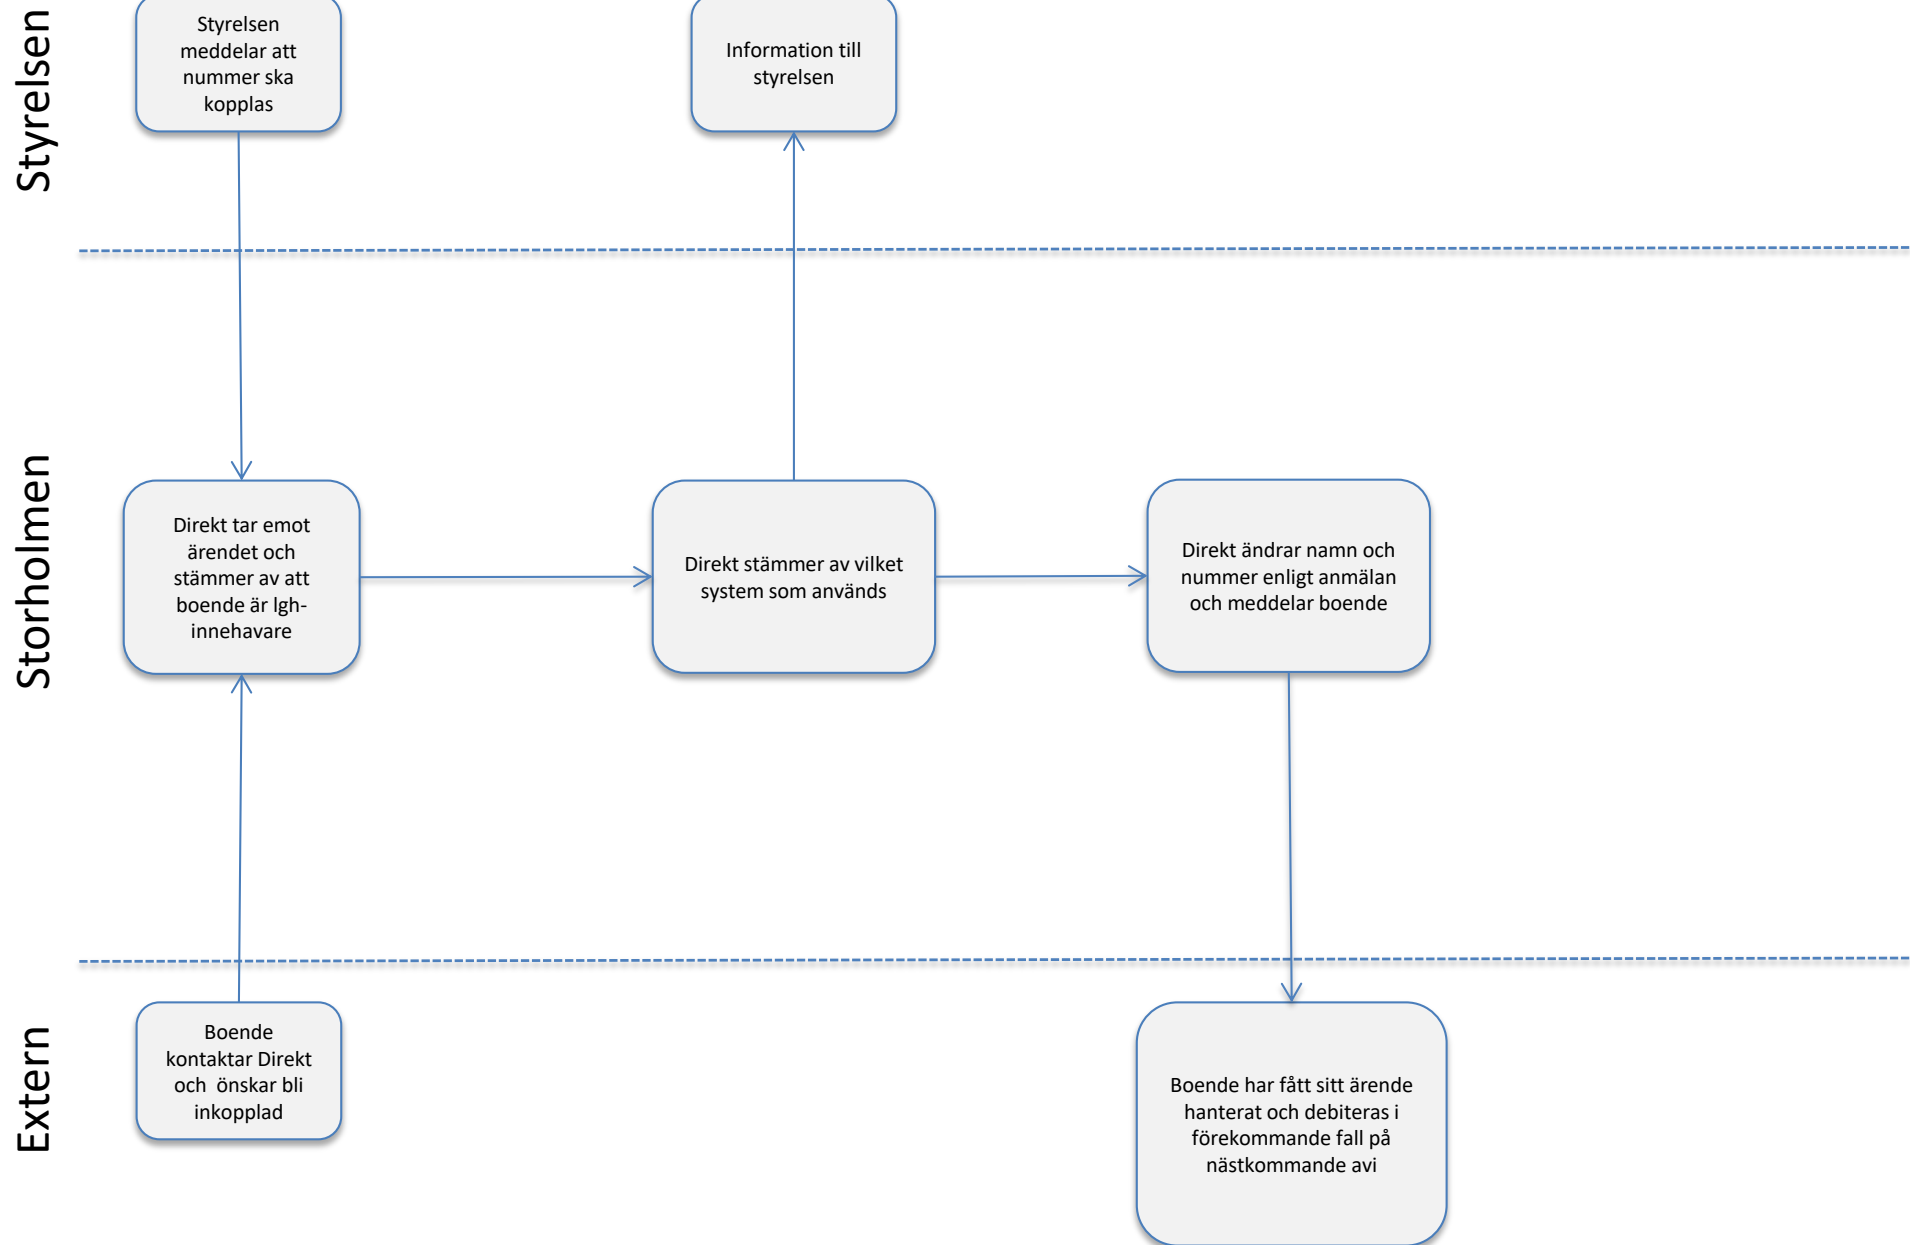 Styrelsen
Styrelsen
meddelar att
nummer ska
kopplas
Information till
styrelsen
Storholmen
Direkt tar emot
ärendet och
stämmer av att
boende är lgh-
innehavare
Direkt stämmer av vilket
system som används
Direkt ändrar namn och
nummer enligt anmälan
och meddelar boende
Extern
Boende
kontaktar Direkt
och  önskar bli
inkopplad
Boende har fått sitt ärende
hanterat och debiteras i
förekommande fall på
nästkommande avi